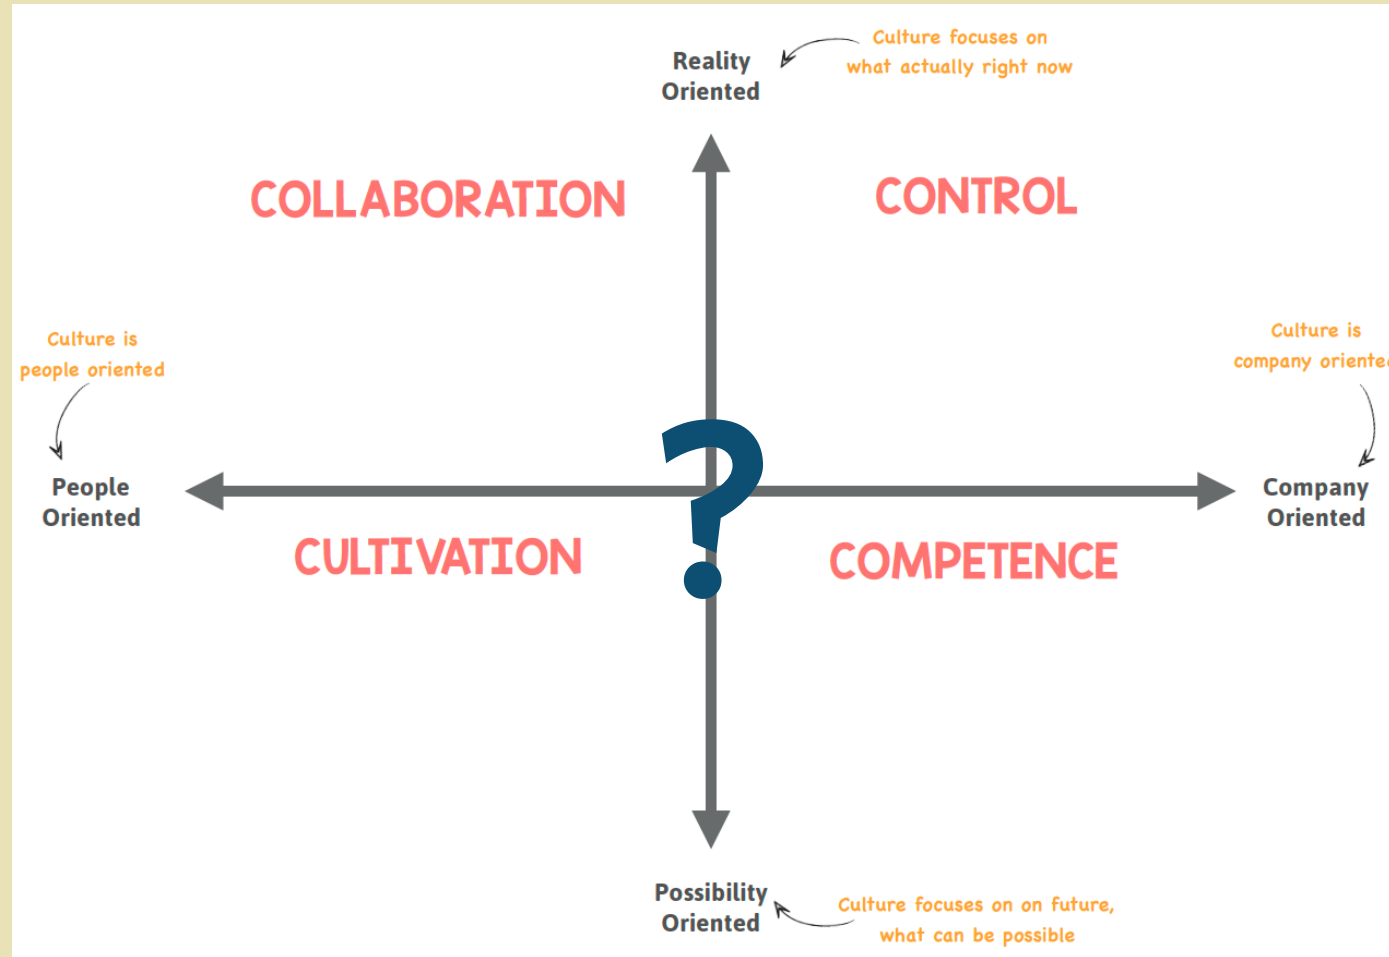 Reality
Oriented
Culture focuses on
what actually right now
COLLABORATION
CONTROL
Culture is
people oriented
Culture is
company oriente
People
Oriented
?
Company
Oriented
CULTIVATION
COMPETENCE
Possibility
Oriented
Culture focuses on on future,
what can be possible